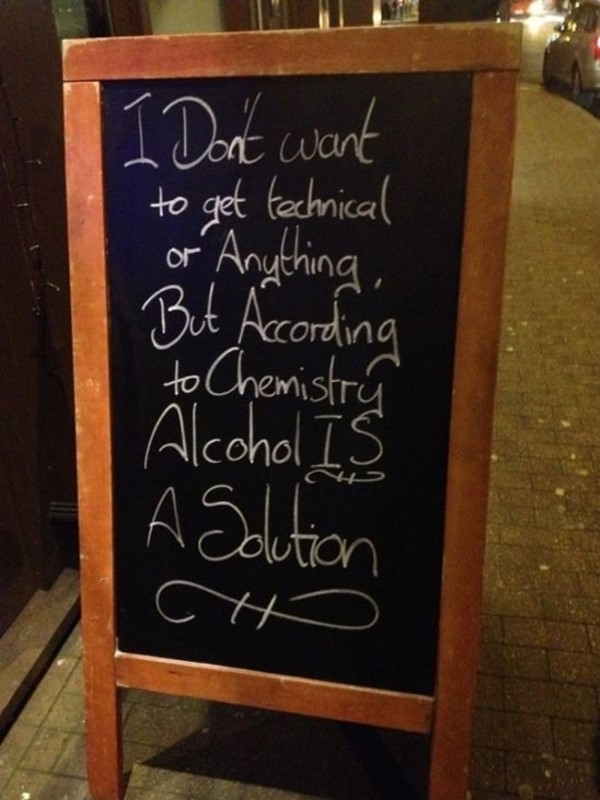 I Don't want
to get technical
or Anything,
But According
to Chemistry
Alcohol IS
A Solution